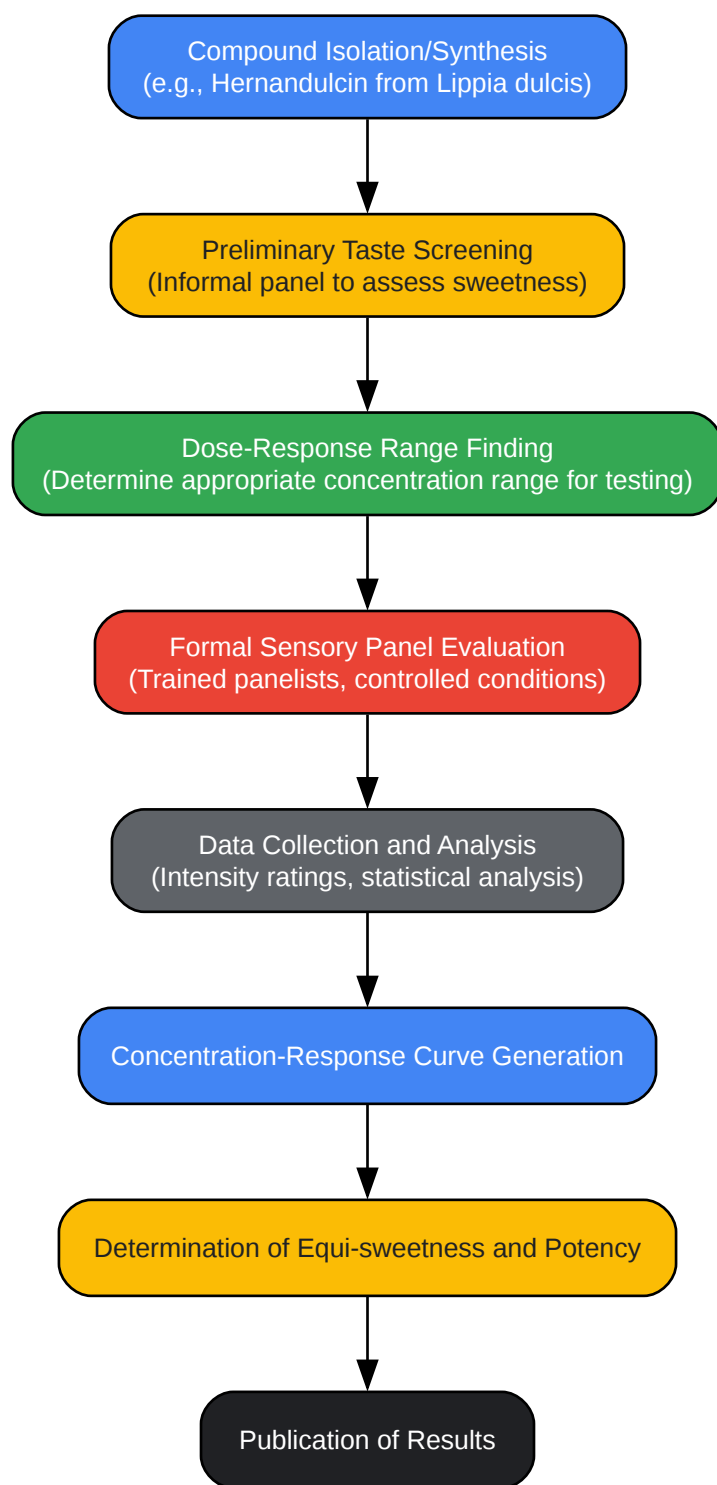 Compound Isolation/Synthesis
(e.g., Hernandulcin from Lippia dulcis)
Preliminary Taste Screening
(Informal panel to assess sweetness)
Dose-Response Range Finding
(Determine appropriate concentration range for testing)
Formal Sensory Panel Evaluation
(Trained panelists, controlled conditions)
Data Collection and Analysis
(Intensity ratings, statistical analysis)
Concentration-Response Curve Generation
Determination of Equi-sweetness and Potency
Publication of Results